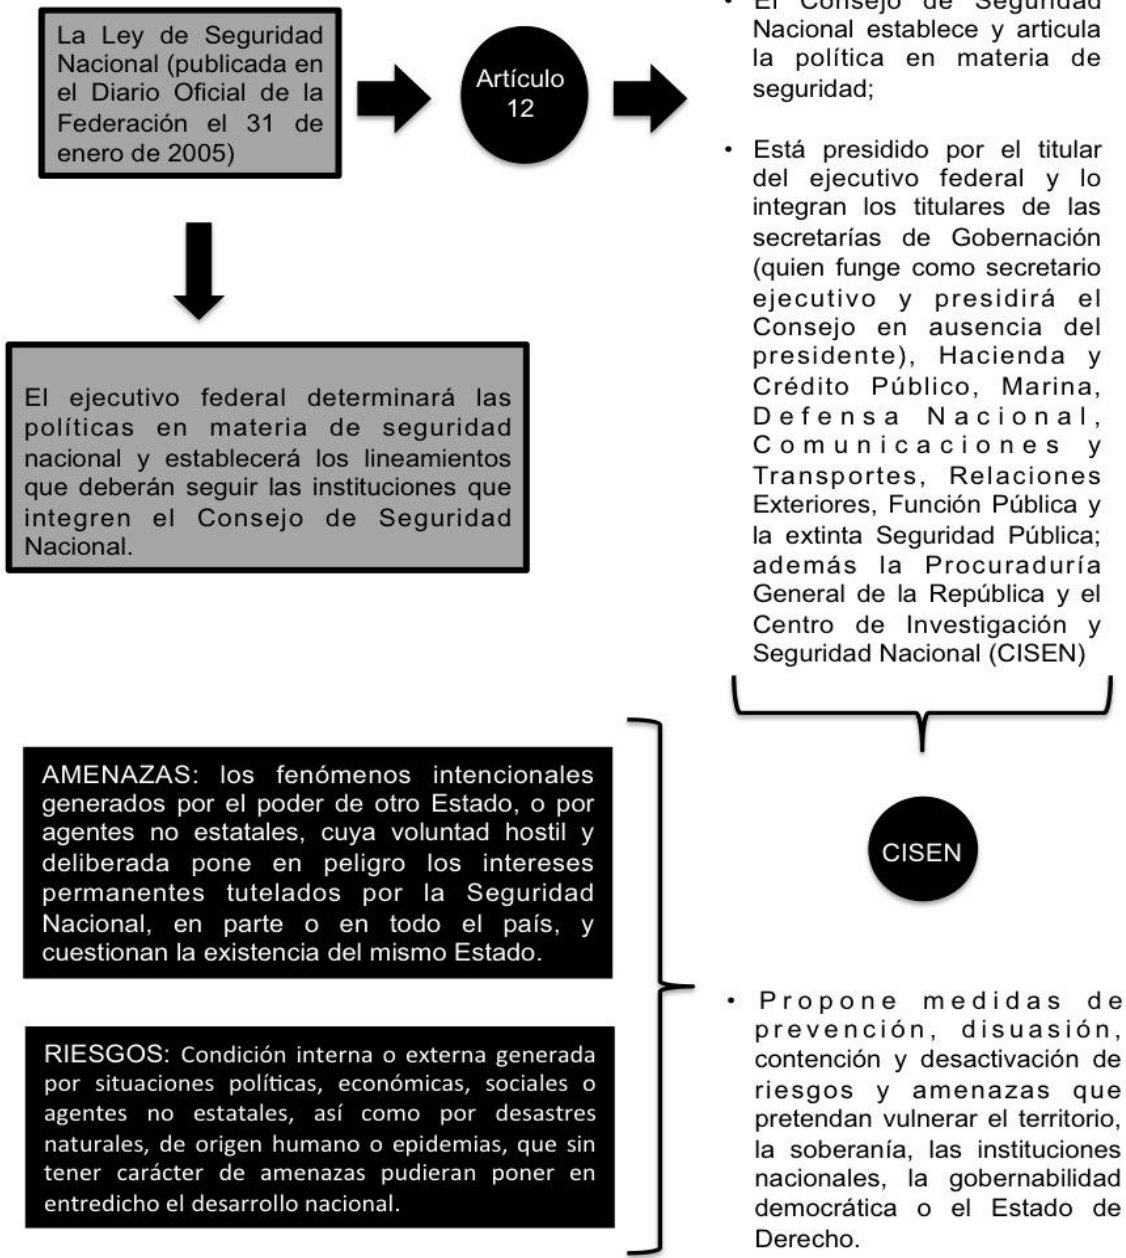 La Ley de Seguridad
Nacional (publicada en
el Diario Oficial de la
Federación el 31 de
enero de 2005)
Artículo
12
• El Consejo de Seguridad
Nacional establece y articula
la política en materia de
seguridad;
• Está presidido por el titular
del ejecutivo federal y lo
integran los titulares de las
secretarías de Gobernación
(quien funge como secretario
ejecutivo y presidirá el
Consejo en ausencia del
presidente), Hacienda y
Crédito Público, Marina,
Defensa Nacional,
Comunicaciones y
Transportes, Relaciones
Exteriores, Función Pública y
la extinta Seguridad Pública;
además la Procuraduría
General de la República y el
Centro de Investigación y
Seguridad Nacional (CISEN)
El ejecutivo federal determinará las
políticas en materia de seguridad
nacional y establecerá los lineamientos
que deberán seguir las instituciones que
integren el Consejo de Seguridad
Nacional.
AMENAZAS: los fenómenos intencionales
generados por el poder de otro Estado, o por
agentes no estatales, cuya voluntad hostil y
deliberada pone en peligro los intereses
permanentes tutelados por la Seguridad
Nacional, en parte o en todo el país, y
cuestionan la existencia del mismo Estado.
RIESGOS: Condición interna o externa generada
por situaciones políticas, económicas, sociales o
agentes no estatales, así como por desastres
naturales, de origen humano o epidemias, que sin
tener carácter de amenazas pudieran poner en
entredicho el desarrollo nacional.
CISEN
• Propone medidas de
prevención, disuasión,
contención y desactivación de
riesgos y amenazas que
pretendan vulnerar el territorio,
la soberanía, las instituciones
nacionales, la gobernabilidad
democrática o el Estado de
Derecho.